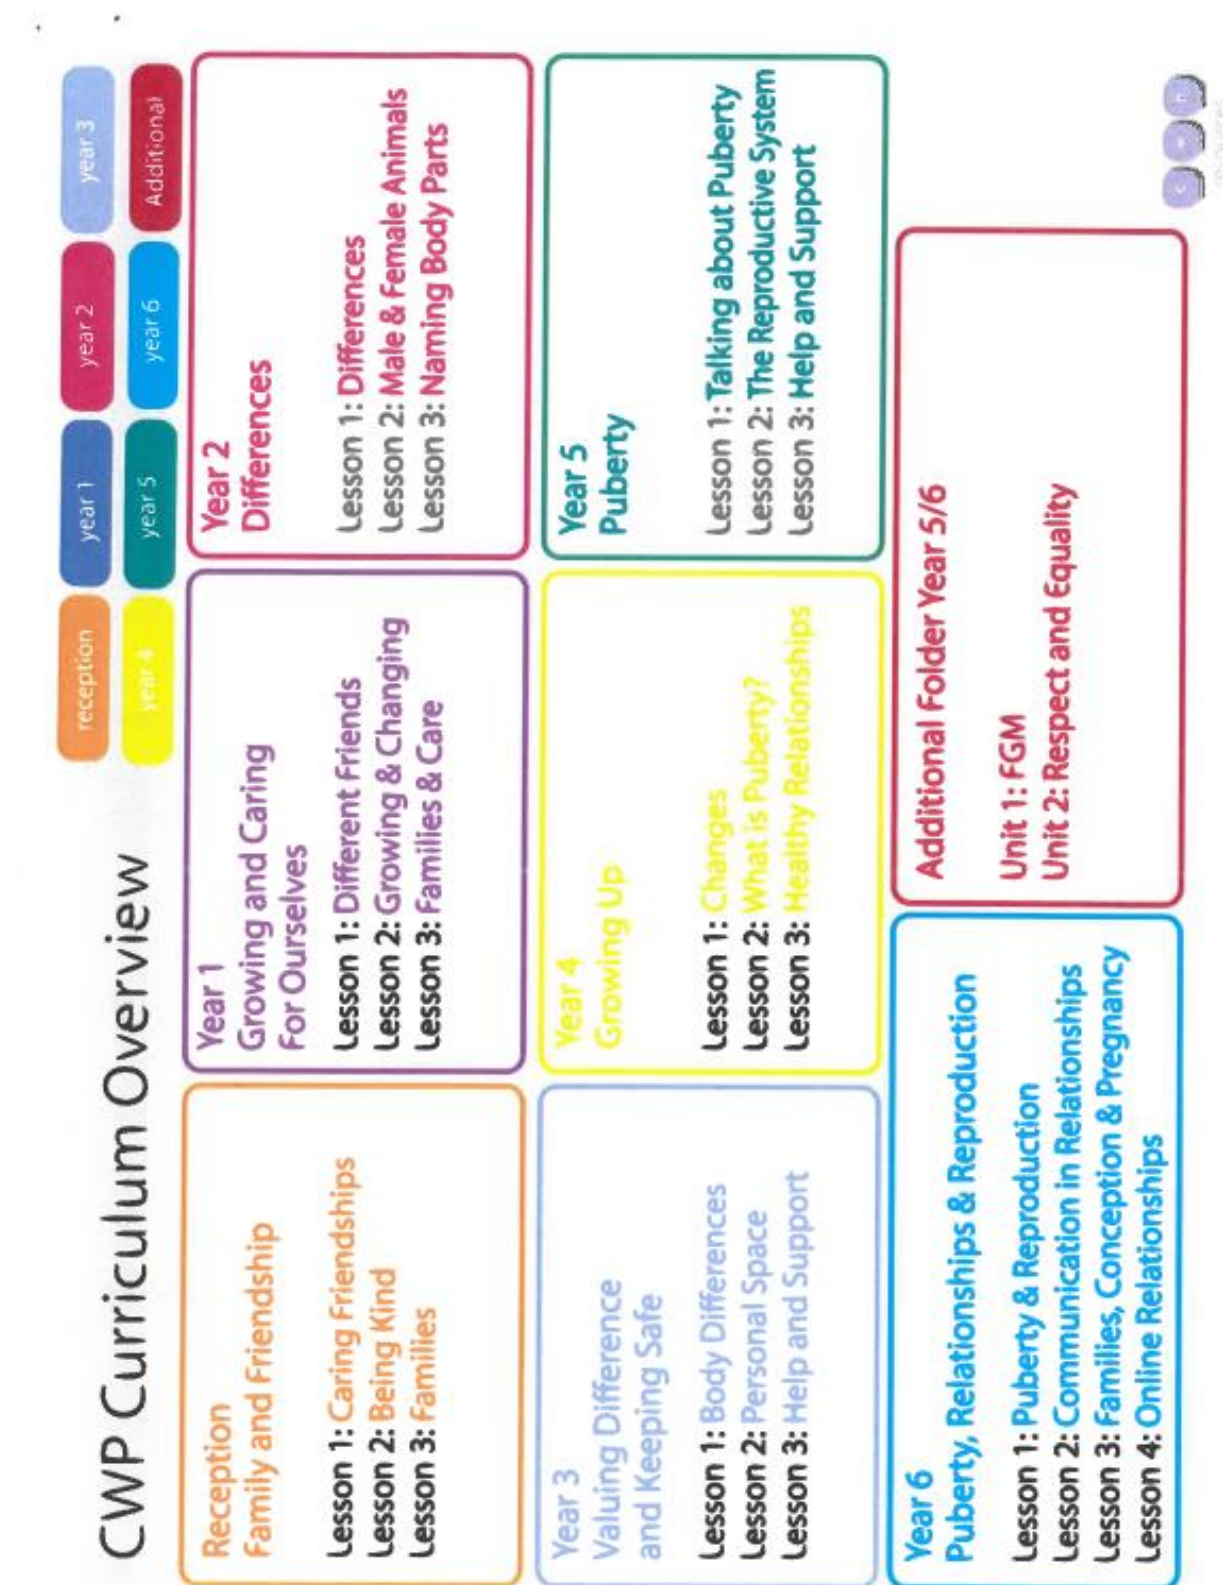 CWP Curriculum Overview
reception
year 1
year 2
year 3
year 4
year 5
year 6
Additional
Reception
Family and Friendship
Lesson 1: Caring Friendships
Lesson 2: Being Kind
Lesson 3: Families
Year 1
Growing and Caring
For Ourselves
Lesson 1: Different Friends
Lesson 2: Growing & Changing
Lesson 3: Families & Care
Year 2
Differences
Lesson 1: Differences
Lesson 2: Male & Female Animals
Lesson 3: Naming Body Parts
Year 3
Valuing Difference
and Keeping Safe
Lesson 1: Body Differences
Lesson 2: Personal Space
Lesson 3: Help and Support
Year 4
Growing Up
Lesson 1: Changes
Lesson 2: What is Puberty?
Lesson 3: Healthy Relationships
Year 5
Puberty
Lesson 1: Talking about Puberty
Lesson 2: The Reproductive System
Lesson 3: Help and Support
Year 6
Puberty, Relationships & Reproduction
Lesson 1: Puberty & Reproduction
Lesson 2: Communication in Relationships
Lesson 3: Families, Conception & Pregnancy
Lesson 4: Online Relationships
Additional Folder Year 5/6
Unit 1: FGM
Unit 2: Respect and Equality